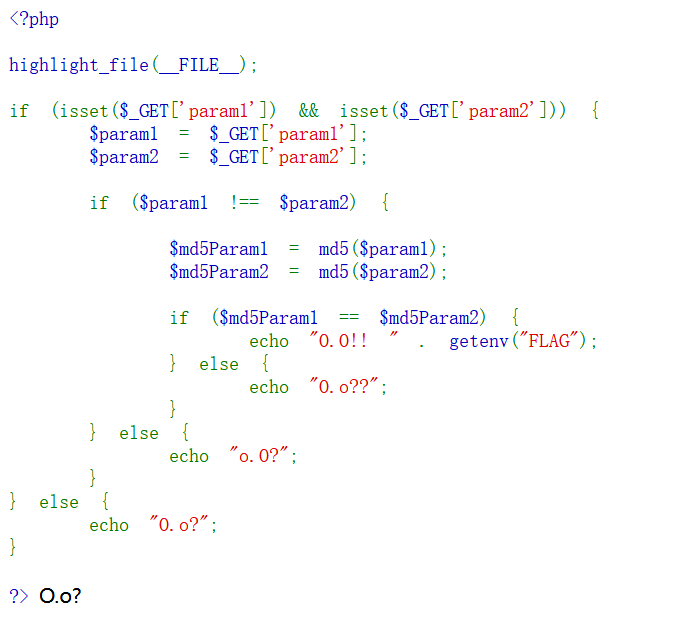 <?php
highlight_file(__FILE__);
if (isset($_GET['param1']) && isset($_GET['param2'])) {
$param1 = $_GET['param1'];
$param2 = $_GET['param2'];
if ($param1 !== $param2) {
$md5Param1 = md5($param1);
$md5Param2 = md5($param2);
if ($md5Param1 == $md5Param2) {
echo "O.O!! " . getenv("FLAG");
} else {
echo "O.o??";
}
} else {
echo "o.O?";
}
} else {
echo "O.o?";
}
?> O.o?